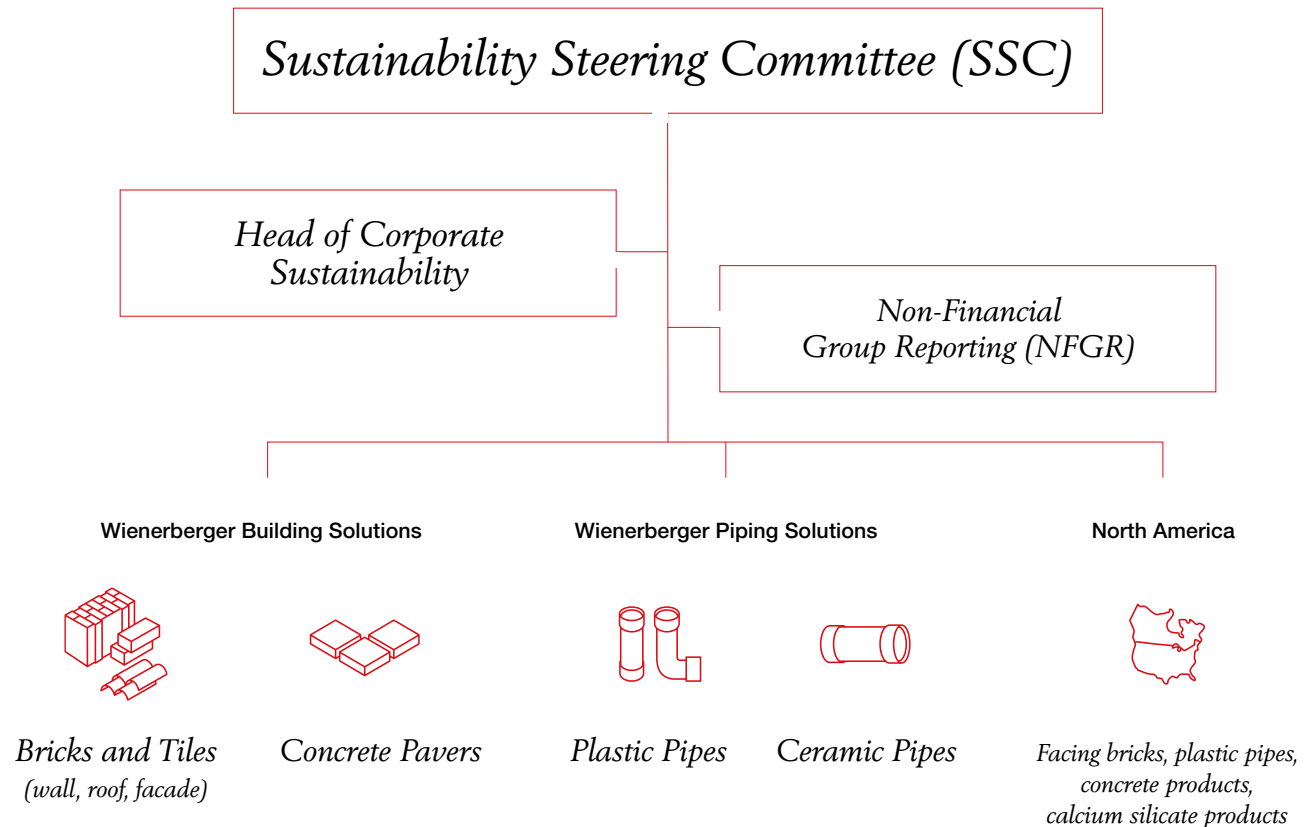 Sustainability Steering Committee (SSC)
Head of Corporate
Sustainability
Non-Financial
Group Reporting (NFGR)
Wienerberger Building Solutions
Wienerberger Piping Solutions
North America
Bricks and Tiles
(wall, roof, facade)
Concrete Pavers
Plastic Pipes
Ceramic Pipes
Facing bricks, plastic pipes,
concrete products,
calcium silicate products